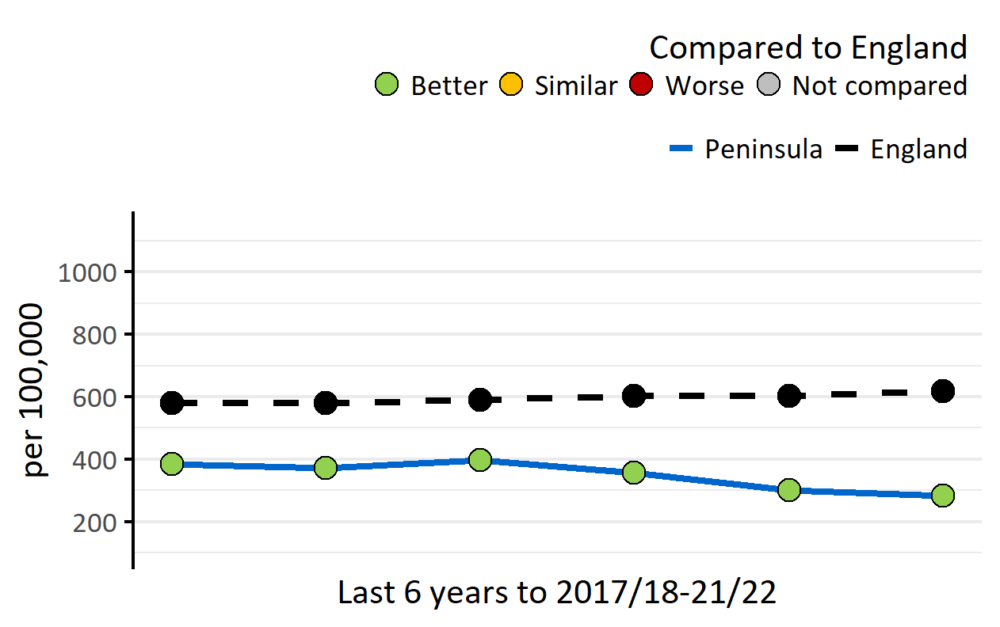 Compared to England
Better Similar Worse Not compared
Peninsula England
1000
800
600
400
200
per 100,000
Last 6 years to 2017/18-21/22